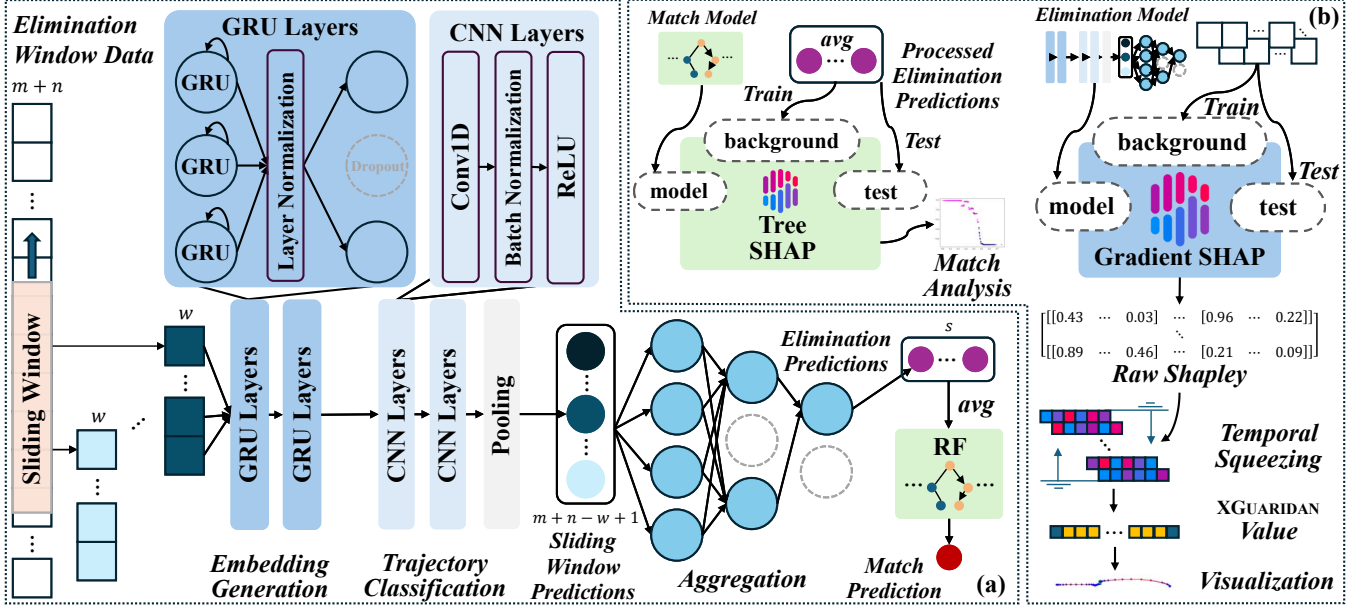 Elimination
Window Data
m + n
...
...
...
Sliding Window
w
...
w
...
...
GRU Layers
GRU
GRU
GRU
Layer Normalization
Dropout
CNN Layers
Conv1D
Batch Normalization
ReLU
GRU Layers
GRU Layers
CNN Layers
CNN Layers
Pooling
Embedding
Generation
Trajectory
Classification
m + n − w + 1
Sliding
Window
Predictions
Aggregation
Elimination
Predictions
s
...
avg
RF
...
...
Match
Prediction
(a)
Match Model
...
...
avg
...
Processed
Elimination
Predictions
Train
background
Test
model
test
Tree
SHAP
Match
Analysis
(b)
Elimination Model
...
...
Train
background
Test
model
test
Gradient SHAP
[[0.43 ⋯ 0.03] ⋯ [0.96 ⋯ 0.22]]
⋱
[[0.89 ⋯ 0.46] ⋯ [0.21 ⋯ 0.09]]
Raw Shapley
Temporal
Squeezing
XGUARIDAN
Value
...
Visualization